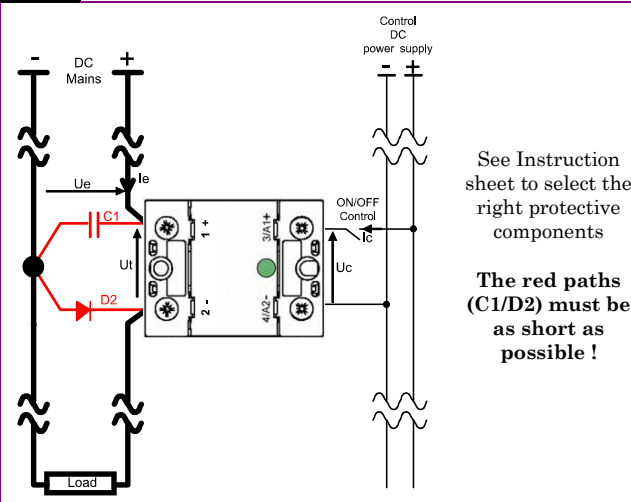 Control
DC
power supply
- +
- DC +
Mains
Ue
Ie
C1
1 +
3/A1+
ON/OFF
Control
Ic
Ut
Uc
D2
2 -
4/A2-
Load
See Instruction
sheet to select the
right protective
components
The red paths
(C1/D2) must be
as short as
possible !